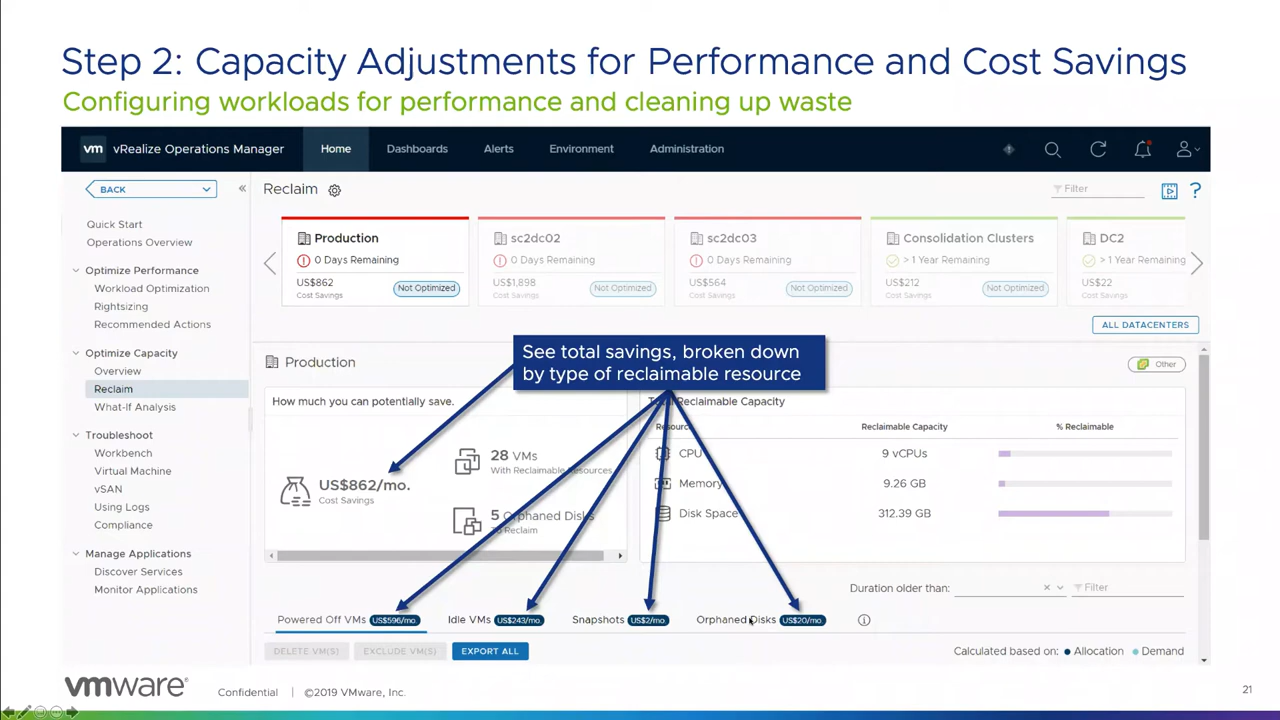 Step 2: Capacity Adjustments for Performance and Cost Savings
Configuring workloads for performance and cleaning up waste
vm vRealize Operations Manager Home Dashboards Alerts Environment Administration
BACK
Quick Start
Operations Overview
Optimize Performance
Workload Optimization
Rightsizing
Recommended Actions
Optimize Capacity
Overview
Reclaim
What-If Analysis
Troubleshoot
Workbench
Virtual Machine
vSAN
Using Logs
Compliance
Manage Applications
Discover Services
Monitor Applications
Reclaim
Filter
?
Production
0 Days Remaining
US$862
Cost Savings
Not Optimized
sc2dc02
0 Days Remaining
US$1,898
Cost Savings
Not Optimized
sc2dc03
0 Days Remaining
US$564
Cost Savings
Not Optimized
Consolidation Clusters
> 1 Year Remaining
US$212
Cost Savings
Not Optimized
DC2
> 1 Year Remaining
US$22
Cost Savings
ALL DATACENTERS
See total savings, broken down
by type of reclaimable resource
Production
Other
How much you can potentially save.
US$862/mo.
Cost Savings
28 VMs
With Reclaimable Resources
5 Orphaned Disks
To Reclaim
Total Reclaimable Capacity
Resource Reclaimable Capacity % Reclaimable
CPU 9 vCPUs
Memory 9.26 GB
Disk Space 312.39 GB
Duration older than: Filter
Powered Off VMs US$596/mo. Idle VMs US$243/mo. Snapshots US$2/mo. Orphaned Disks US$20/mo.
DELETE VM(S) EXCLUDE VM(S) EXPORT ALL Calculated based on: Allocation Demand
vmware® Confidential | ©2019 VMware, Inc. 21